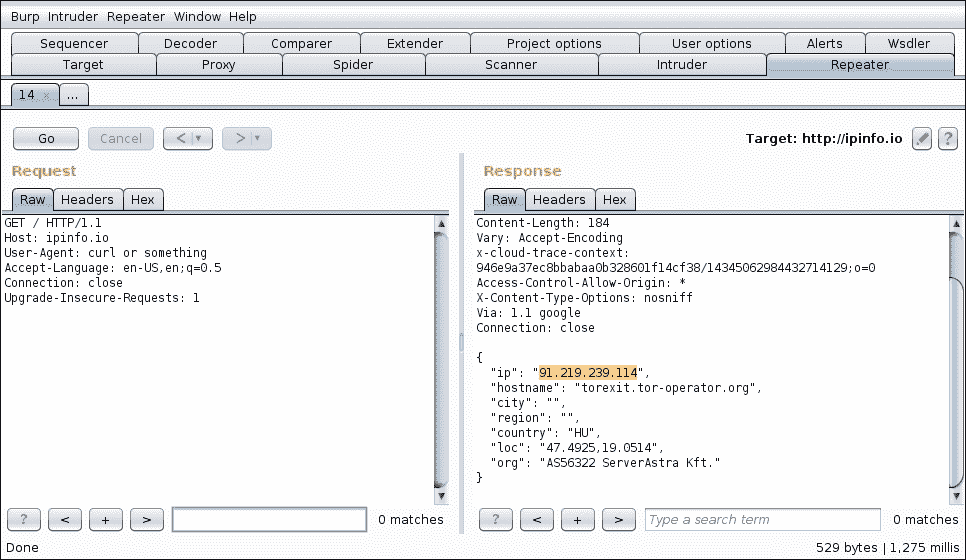 Burp Intruder Repeater Window Help
Sequencer Decoder Comparer Extender Project options User options Alerts Wsdler
Target Proxy Spider Scanner Intruder Repeater
14 x ...
Go Cancel < ▼ > ▼ Target: http://ipinfo.io ?
Request
Raw Headers Hex
GET / HTTP/1.1
Host: ipinfo.io
User-Agent: curl or something
Accept-Language: en-US,en;q=0.5
Connection: close
Upgrade-Insecure-Requests: 1
? < + > 0 matches
Response
Raw Headers Hex
Content-Length: 184
Vary: Accept-Encoding
x-cloud-trace-context:
946e9a37ec8bbabaa0b328601f14cf38/14345062984432714129;o=0
Access-Control-Allow-Origin: *
X-Content-Type-Options: nosniff
Via: 1.1 google
Connection: close
{
"ip": "91.219.239.114",
"hostname": "torexit.tor-operator.org",
"city": "",
"region": "",
"country": "HU",
"loc": "47.4925,19.0514",
"org": "AS56322 ServerAstra Kft."
}
? < + > Type a search term 0 matches
Done 529 bytes | 1,275 millis